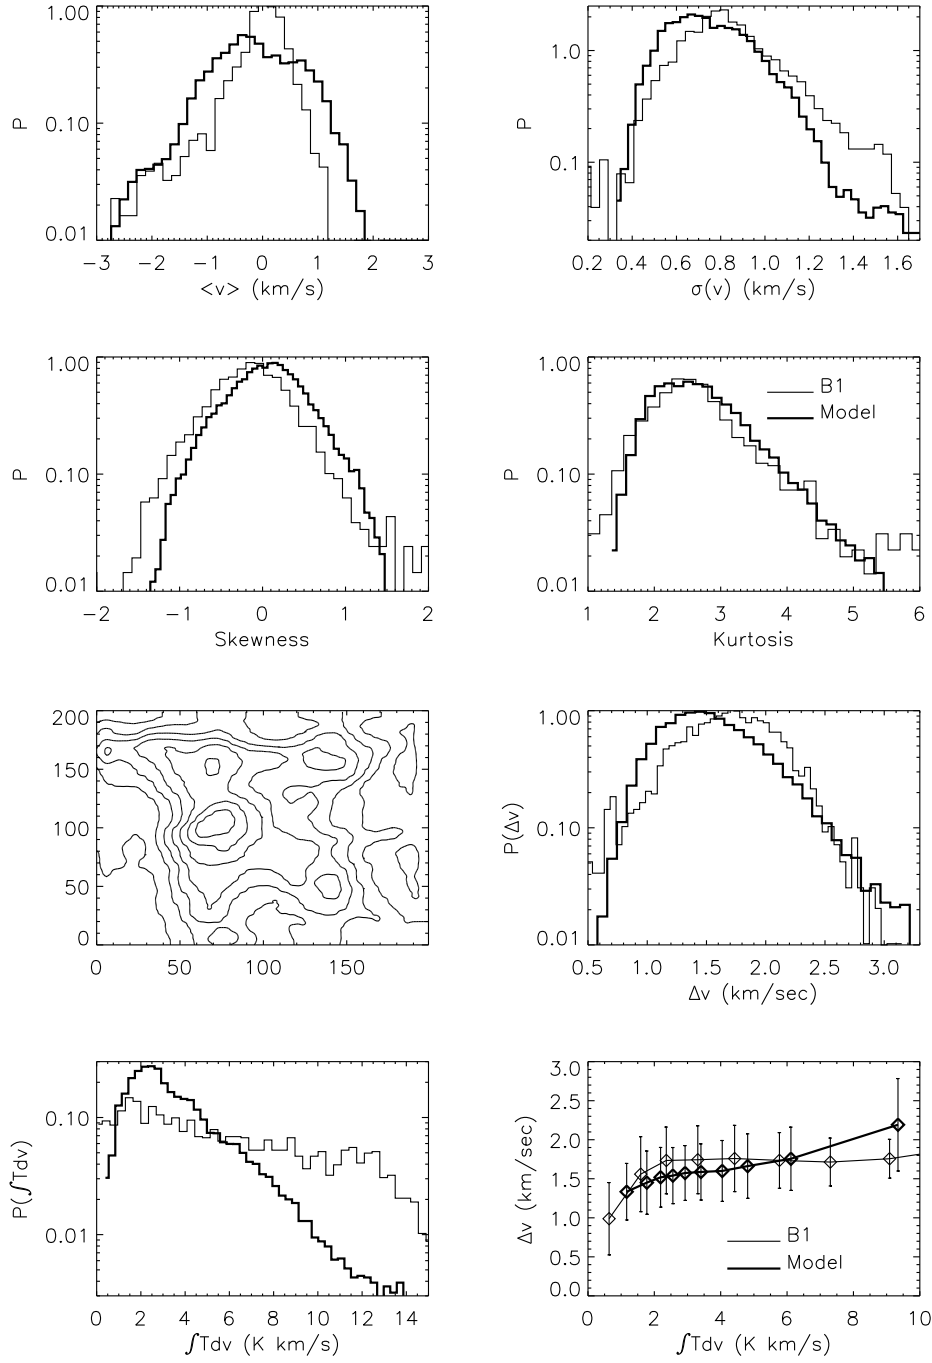 1.00
0.10
0.01
P
−3 −2 −1 0 1 2 3
<v> (km/s)
1.0
0.1
P
0.2 0.4 0.6 0.8 1.0 1.2 1.4 1.6
σ(v) (km/s)
1.00
0.10
0.01
P
−2 −1 0 1 2
Skewness
1.00
0.10
0.01
P
B1
Model
1 2 3 4 5 6
Kurtosis
200
150
100
50
0
0 50 100 150
1.00
0.10
0.01
P(Δv)
0.5 1.0 1.5 2.0 2.5 3.0
Δv (km/sec)
0.10
0.01
P(∫Tdv)
0 2 4 6 8 10 12 14
∫Tdv (K km/s)
3.0
2.5
2.0
1.5
1.0
0.5
0.0
Δv (km/sec)
B1
Model
0 2 4 6 8 10
∫Tdv (K km/s)